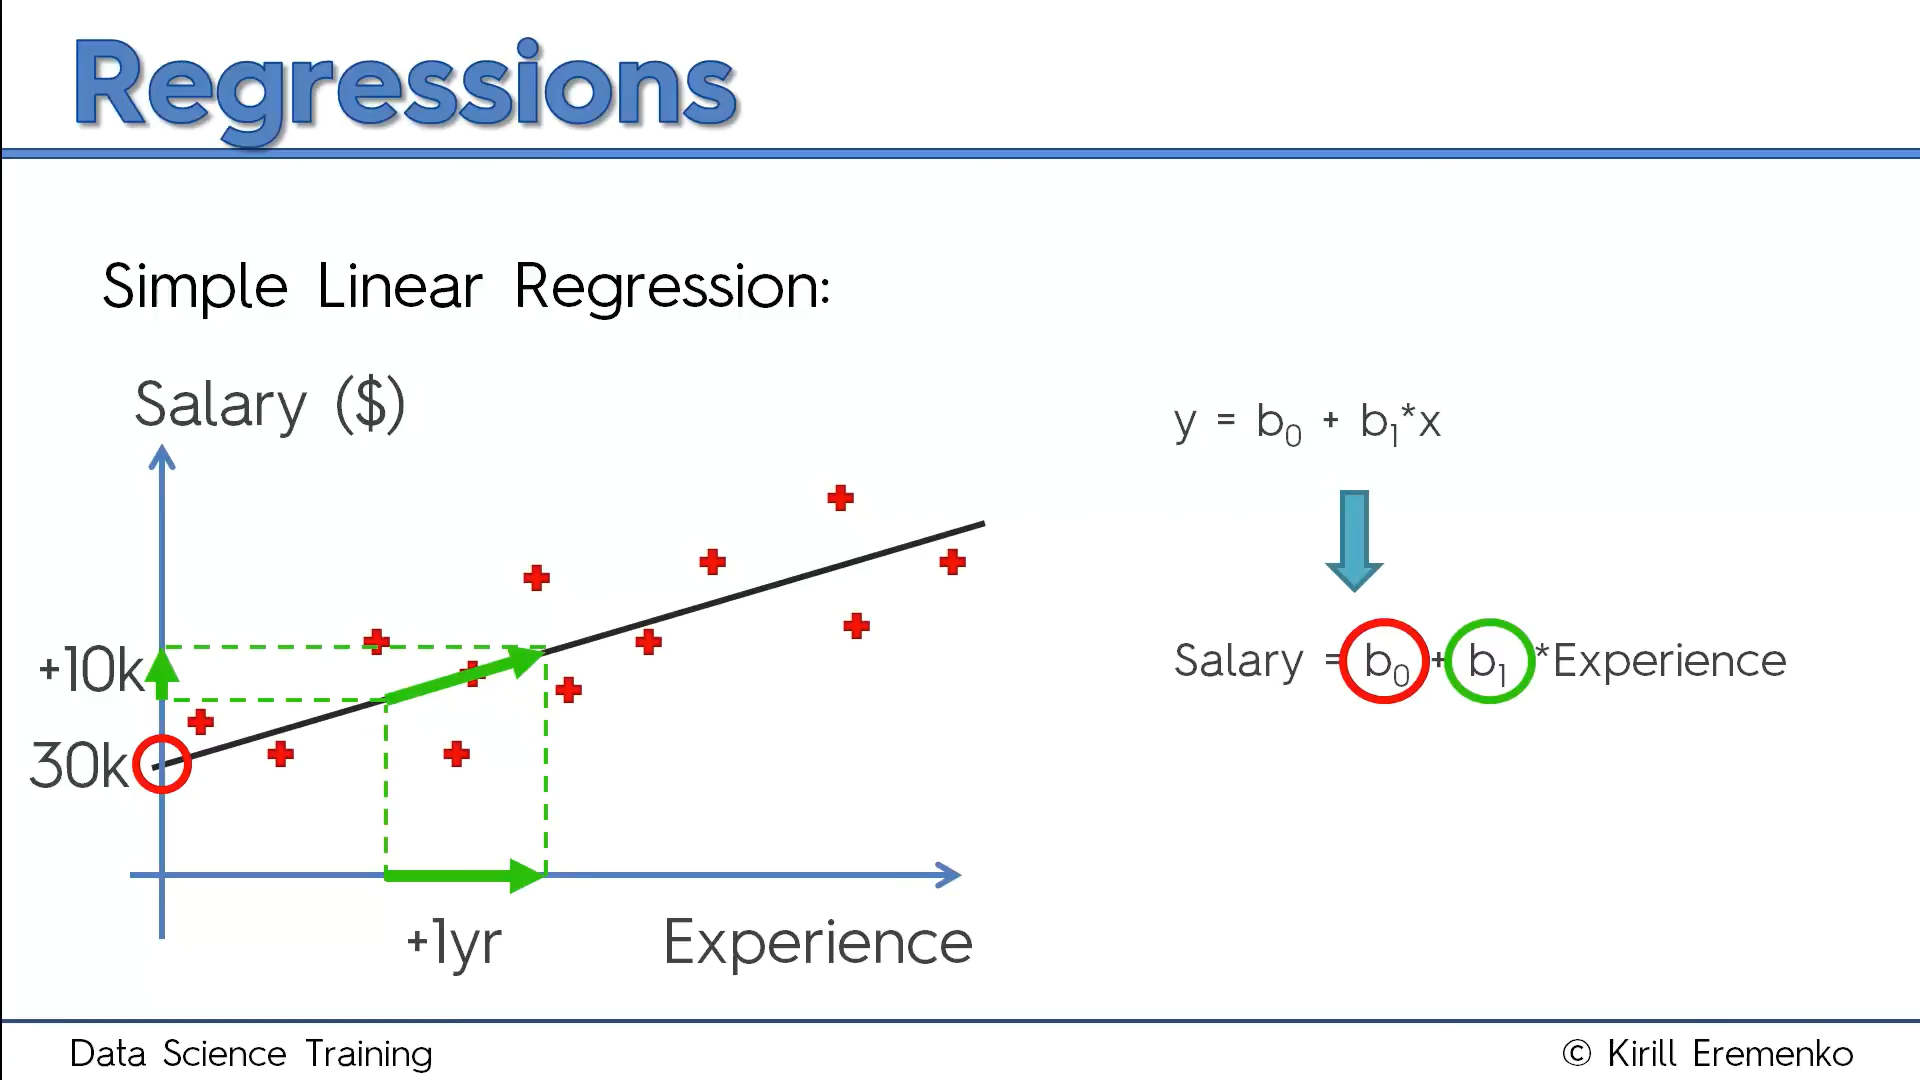 Regressions
Simple Linear Regression:
Salary ($)
y = b₀ + b₁*x
Salary = b₀ + b₁ *Experience
+10k
30k
+1yr
Experience
Data Science Training
© Kirill Eremenko